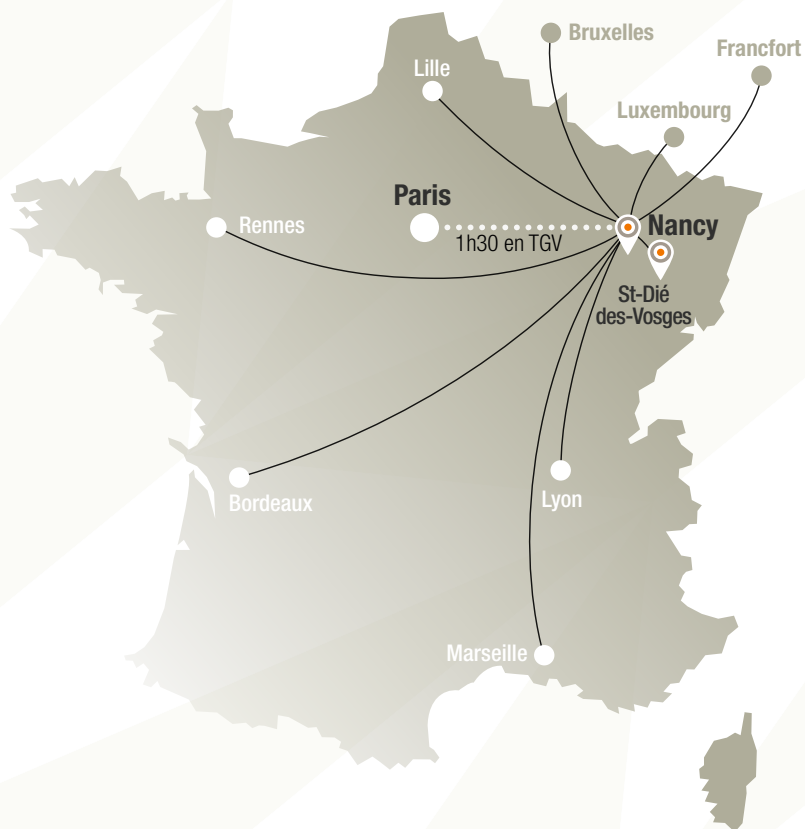 Bruxelles
Francfort
Lille
Luxembourg
Paris
Rennes
Nancy
1h30 en TGV
St-Dié
des-Vosges
Bordeaux
Lyon
Marseille